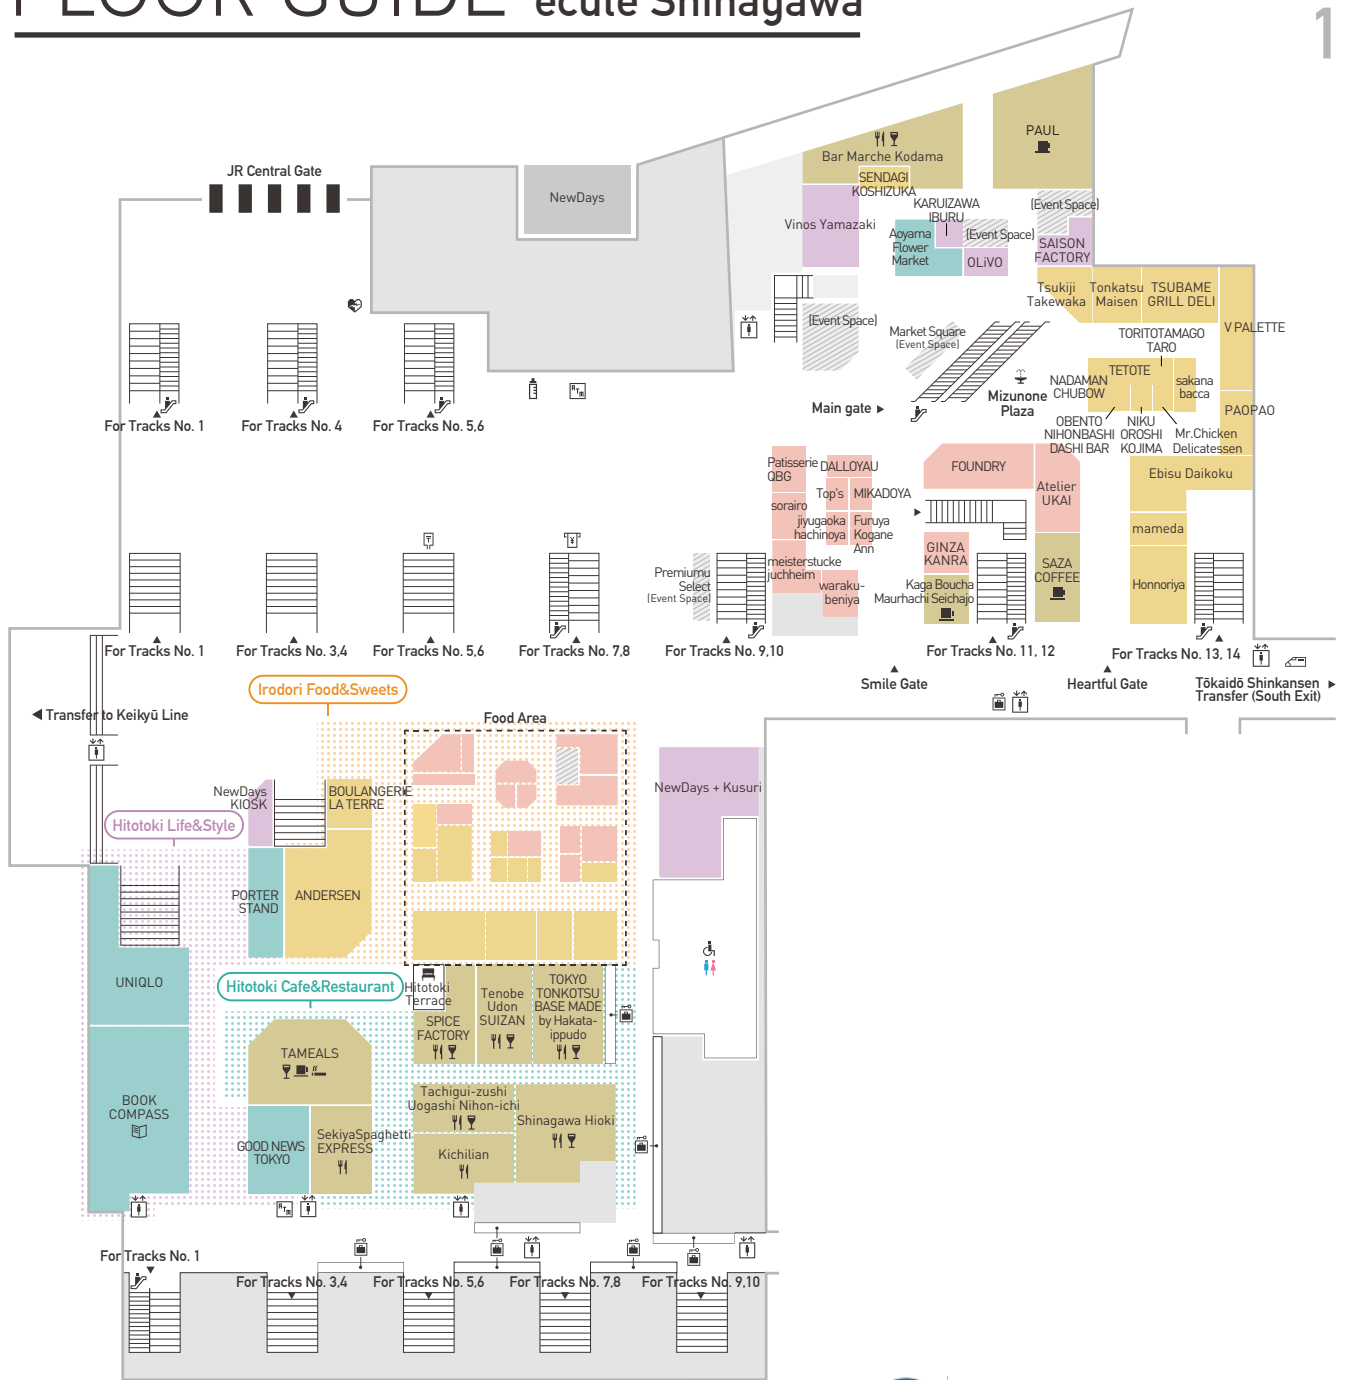 FLOOR GUIDE ecute Shinagawa
1
JR Central Gate
NewDays
PAUL
Bar Marche Kodama
SENDAGI
KOSHIZUKA
KARUIZAWA
IBURU
Vinos Yamazaki
Aoyama
Flower
Market
(Event Space)
OLiVO
(Event Space)
SAISON
FACTORY
Tsukiji
Takewaka
Tonkatsu
Maisen
TSUBAME
GRILL DELI
V PALETTE
(Event Space)
Market Square
(Event Space)
TORITOTAMAGO
TARO
TETOTE
NADAMAN
CHUBOW
sakana
bacca
Mizunone
Plaza
Main gate
PAOPAO
OBENTO
NIHONBASHI
DASHI BAR
NIKU
OROSHI
KOJIMA
Mr.Chicken
Delicatessen
For Tracks No. 1
For Tracks No. 4
For Tracks No. 5,6
Patisserie
QBG
DALLOYAU
FOUNDRY
Ebisu Daikoku
Top's
MIKADOYA
Atelier
UKAI
sorairo
jiyugaoka
hachinoya
Furuya
Kogane
Ann
mameda
GINZA
KANRA
meisterstucke
juchheim
SAZA
COFFEE
Premiumu
Select
(Event Space)
waraku-
beniya
Kaga Boucha
Maurhachi Seichajo
Honnoriya
For Tracks No. 1
For Tracks No. 3,4
For Tracks No. 5,6
For Tracks No. 7,8
For Tracks No. 9,10
For Tracks No. 11, 12
For Tracks No. 13, 14
Smile Gate
Heartful Gate
Tōkaidō Shinkansen
Transfer (South Exit)
Irodori Food&Sweets
Transfer to Keikyū Line
Food Area
NewDays
KIOSK
BOULANGERIE
LA TERRE
NewDays + Kusuri
Hitotoki Life&Style
PORTER
STAND
ANDERSEN
UNIQLO
Hitotoki Cafe&Restaurant
Hitotoki
Terrace
SPICE
FACTORY
Tenobe
Udon
SUIZAN
TOKYO
TONKOTSU
BASE MADE
by Hakata-
ippudo
TAMEALS
BOOK
COMPASS
Tachigui-zushi
Uogashi Nihon-ichi
Shinagawa Hioki
GOOD NEWS
TOKYO
SekiyaSpaghetti
EXPRESS
Kichilian
For Tracks No. 1
For Tracks No. 3,4
For Tracks No. 5,6
For Tracks No. 7,8
For Tracks No. 9,10